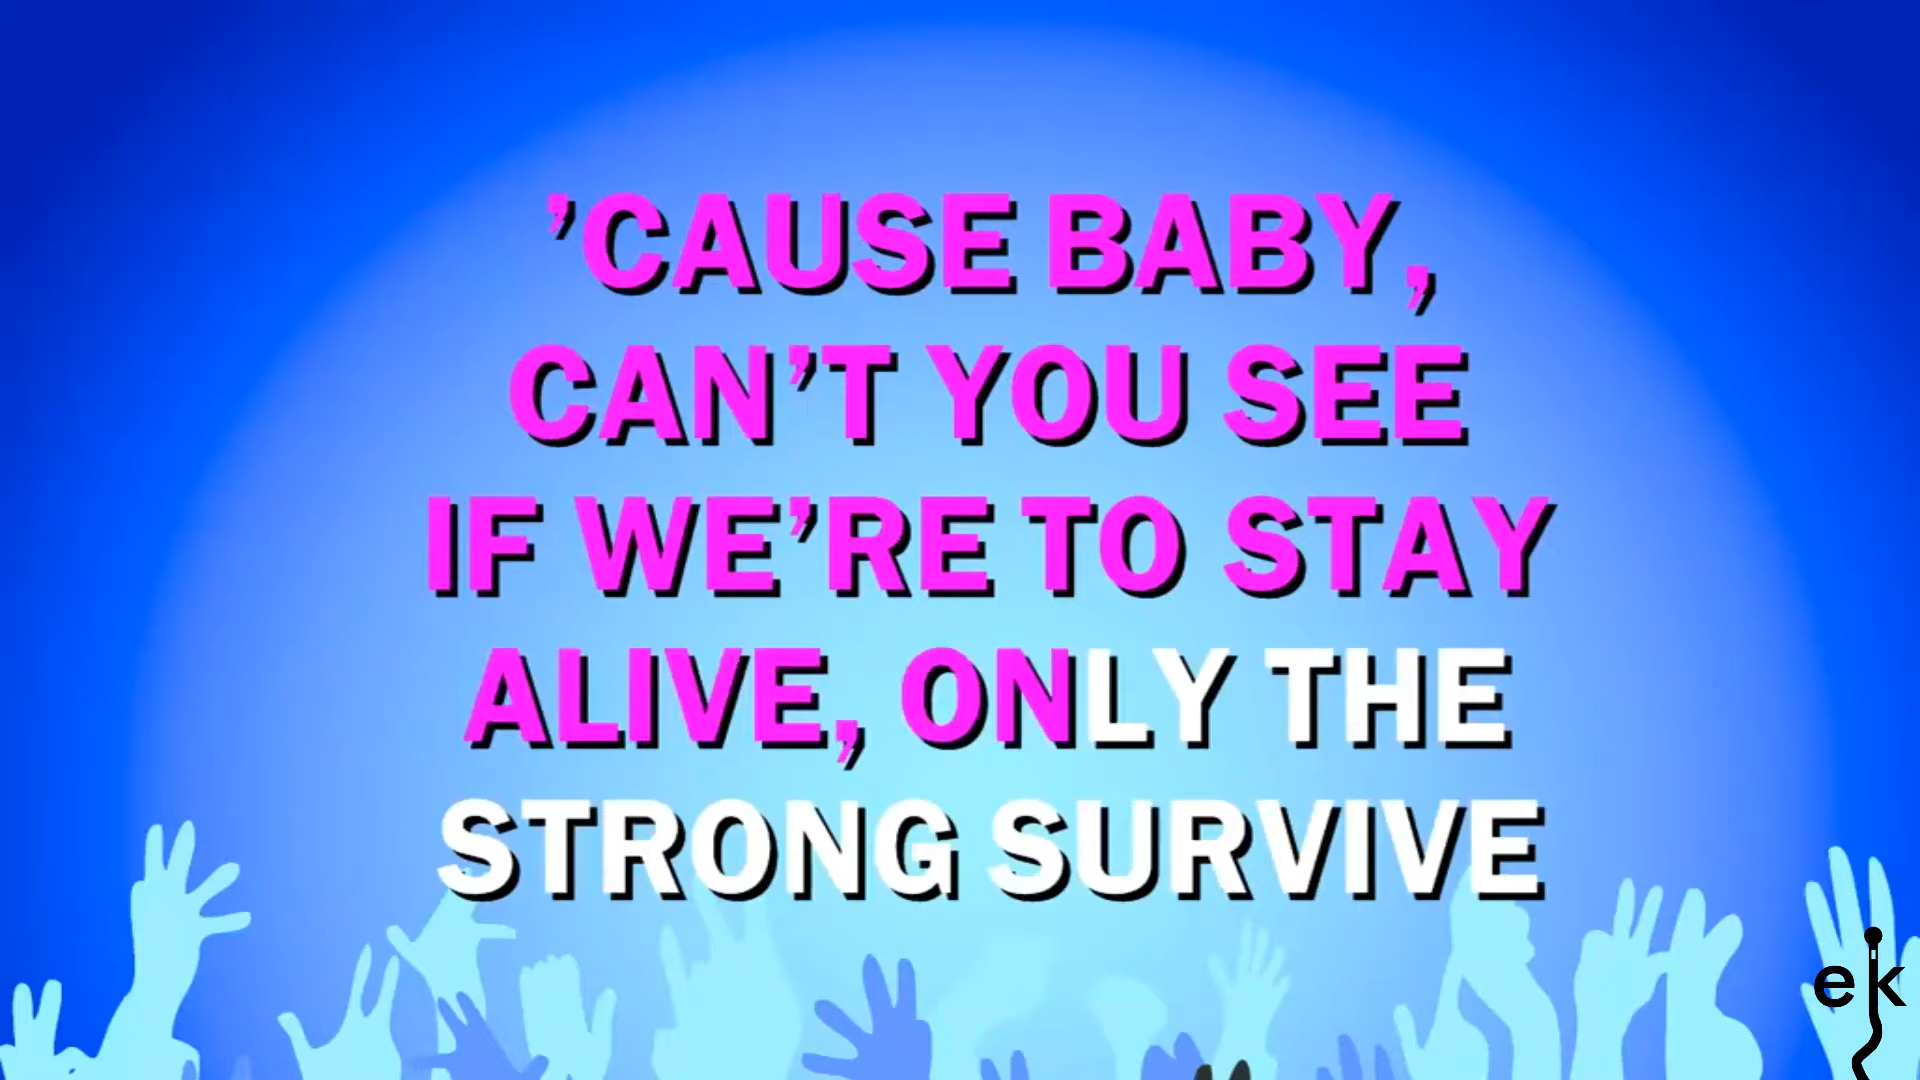 ’CAUSE BABY,
CAN’T YOU SEE
IF WE’RE TO STAY
ALIVE, ONLY THE
STRONG SURVIVE
ek